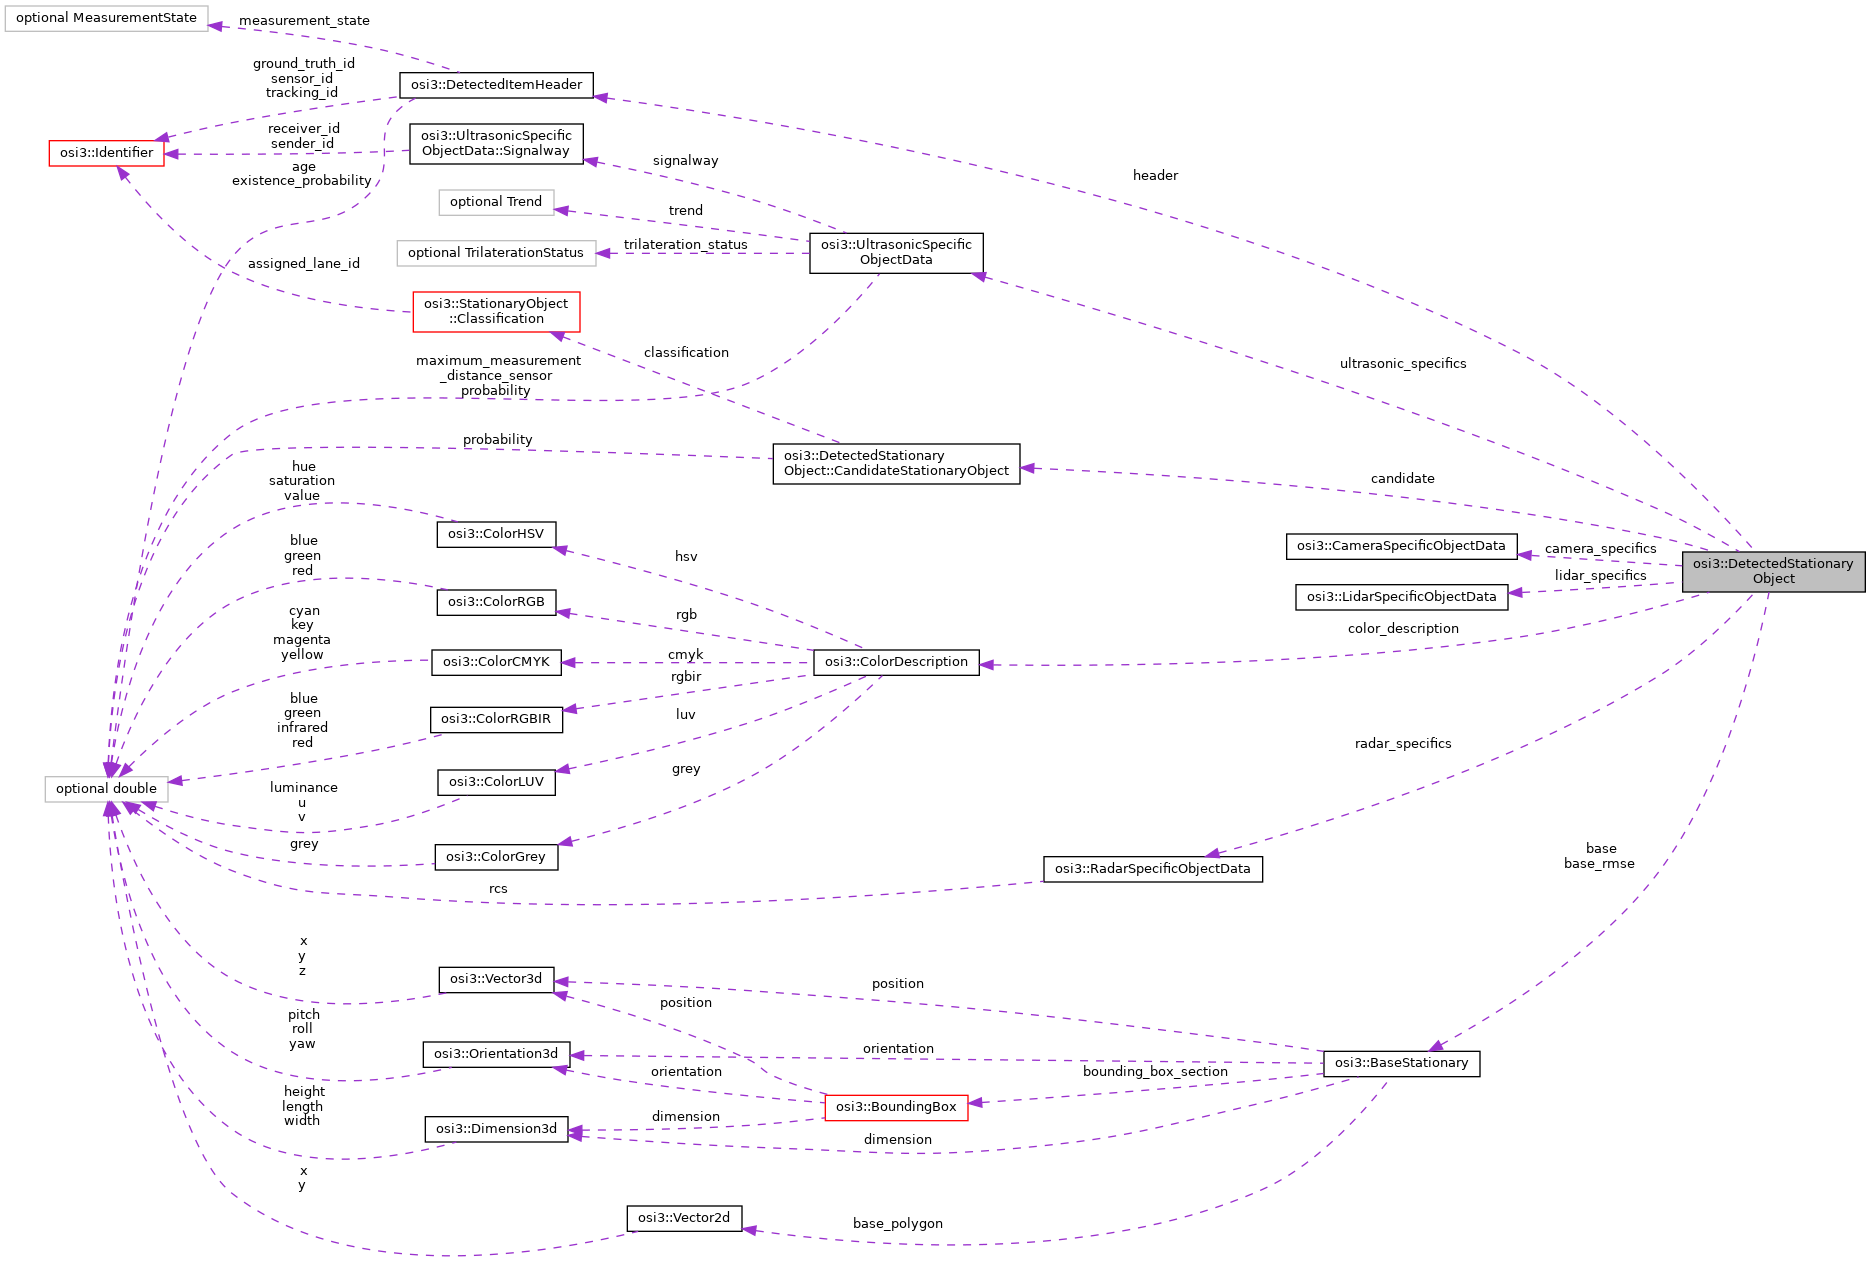 optional MeasurementState
measurement_state
ground_truth_id
sensor_id
tracking_id
osi3::DetectedItemHeader
osi3::Identifier
receiver_id
sender_id
osi3::UltrasonicSpecific
ObjectData::Signalway
age
existence_probability
signalway
header
optional Trend
trend
optional TrilaterationStatus
trilateration_status
osi3::UltrasonicSpecific
ObjectData
assigned_lane_id
osi3::StationaryObject
::Classification
classification
ultrasonic_specifics
maximum_measurement
_distance_sensor
probability
probability
osi3::DetectedStationary
Object::CandidateStationaryObject
candidate
hue
saturation
value
osi3::ColorHSV
hsv
osi3::CameraSpecificObjectData
camera_specifics
osi3::DetectedStationary
Object
blue
green
red
osi3::ColorRGB
rgb
osi3::LidarSpecificObjectData
lidar_specifics
color_description
cyan
key
magenta
yellow
osi3::ColorCMYK
cmyk
osi3::ColorDescription
rgbir
blue
green
infrared
red
osi3::ColorRGBIR
luv
radar_specifics
optional double
luminance
u
v
osi3::ColorLUV
grey
grey
osi3::ColorGrey
osi3::RadarSpecificObjectData
base
base_rmse
rcs
x
y
z
osi3::Vector3d
position
position
pitch
roll
yaw
osi3::Orientation3d
orientation
orientation
osi3::BaseStationary
bounding_box_section
osi3::BoundingBox
height
length
width
osi3::Dimension3d
dimension
dimension
x
y
osi3::Vector2d
base_polygon